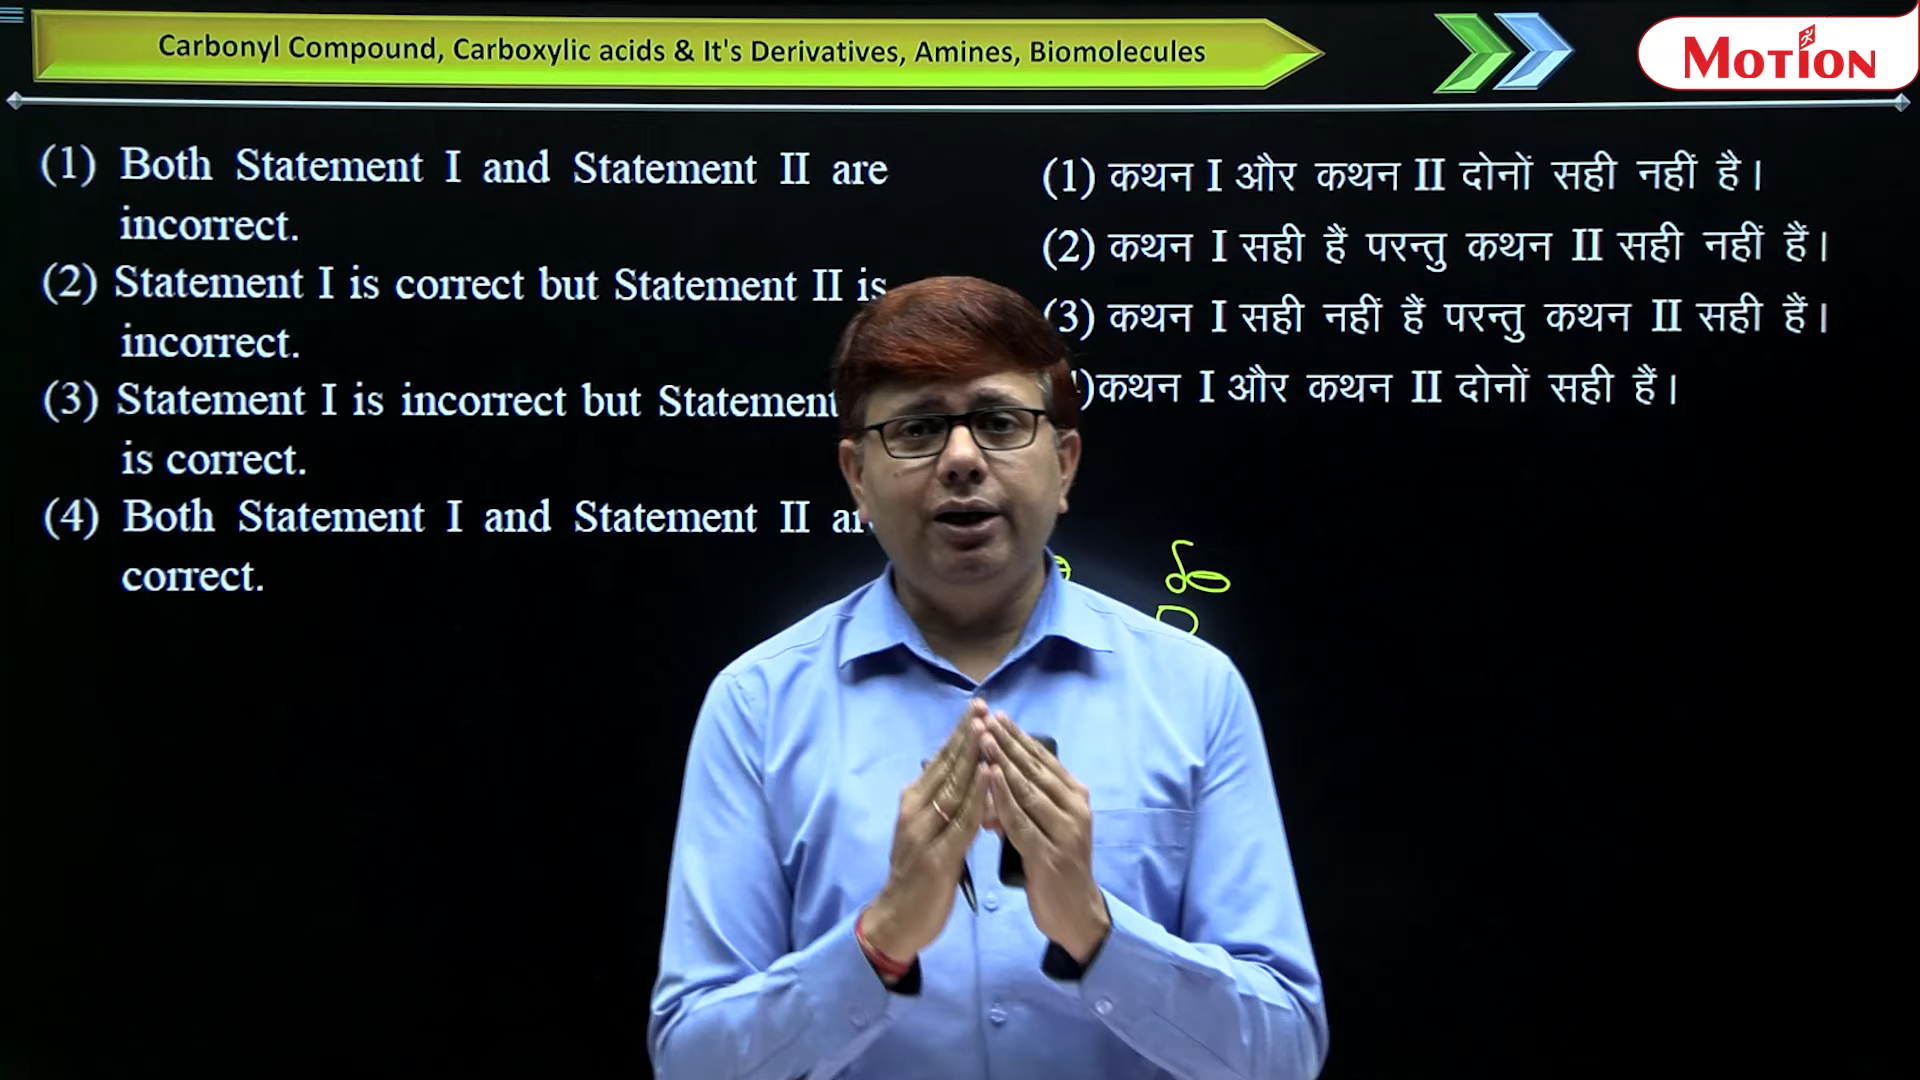 Carbonyl Compound, Carboxylic acids & It's Derivatives, Amines, Biomolecules
MOTION
(1) Both Statement I and Statement II are
incorrect.
(2) Statement I is correct but Statement II is
incorrect.
(3) Statement I is incorrect but Statement
is correct.
(4) Both Statement I and Statement II
correct.
(1) कथन I और कथन II दोनों सही नहीं है।
(2) कथन I सही हैं परन्तु कथन II सही नहीं हैं।
(3) कथन I सही नहीं हैं परन्तु कथन II सही हैं।
)कथन I और कथन II दोनों सही हैं।